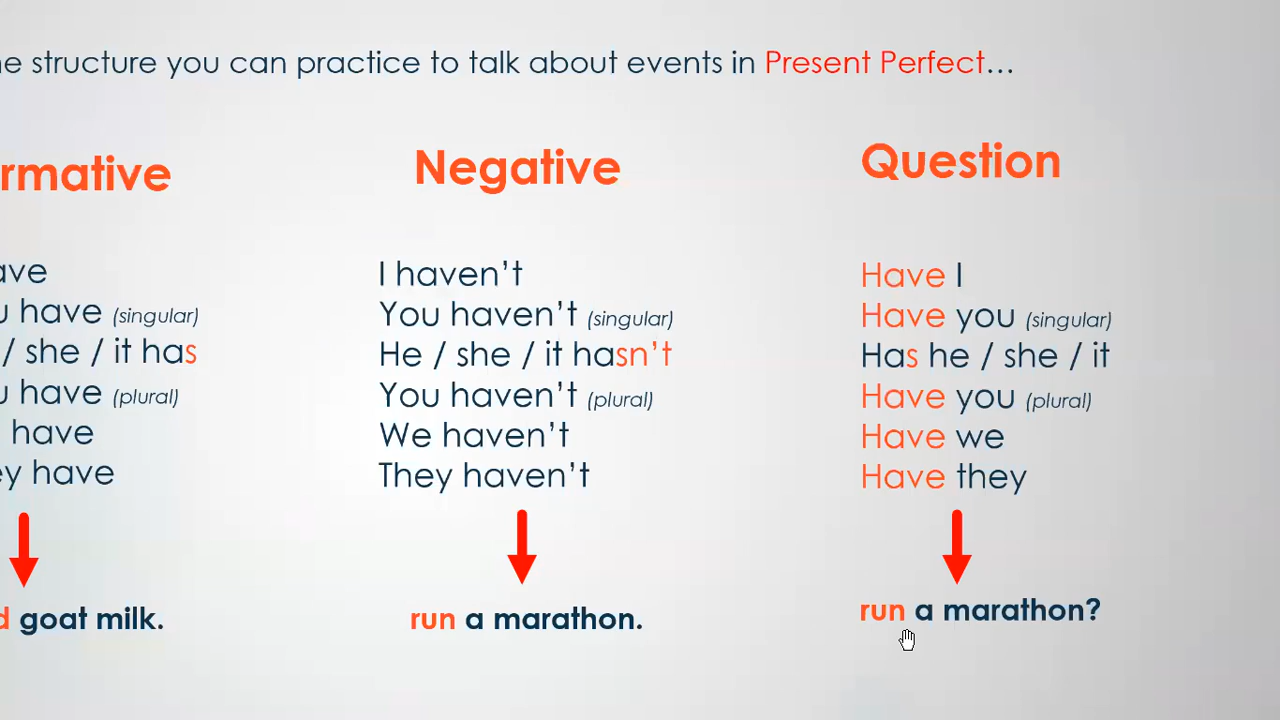 he structure you can practice to talk about events in Present Perfect…
rmative
Negative
Question
ave
u have (singular)
/ she / it has
u have (plural)
have
ey have
d goat milk.
I haven’t
You haven’t (singular)
He / she / it hasn’t
You haven’t (plural)
We haven’t
They haven’t
run a marathon.
Have I
Have you (singular)
Has he / she / it
Have you (plural)
Have we
Have they
run a marathon?